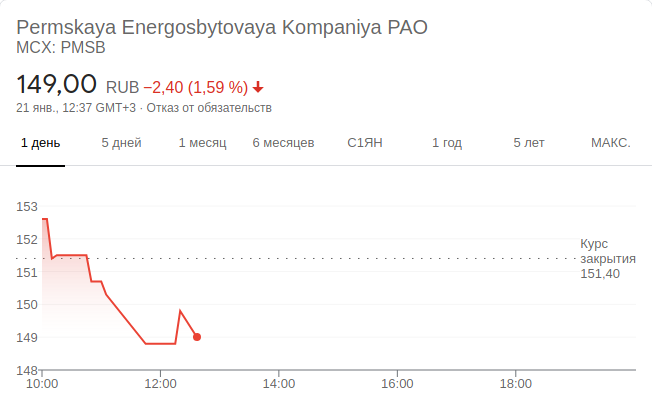 Permskaya Energosbytovaya Kompaniya PAO
MCX: PMSB
149,00 RUB −2,40 (1,59 %)
21 янв., 12:37 GMT+3 · Отказ от обязательств
1 день 5 дней 1 месяц 6 месяцев С1ЯН 1 год 5 лет МАКС.
153
152
151
150
149
148
Курс
закрытия
151,40
10:00 12:00 14:00 16:00 18:00